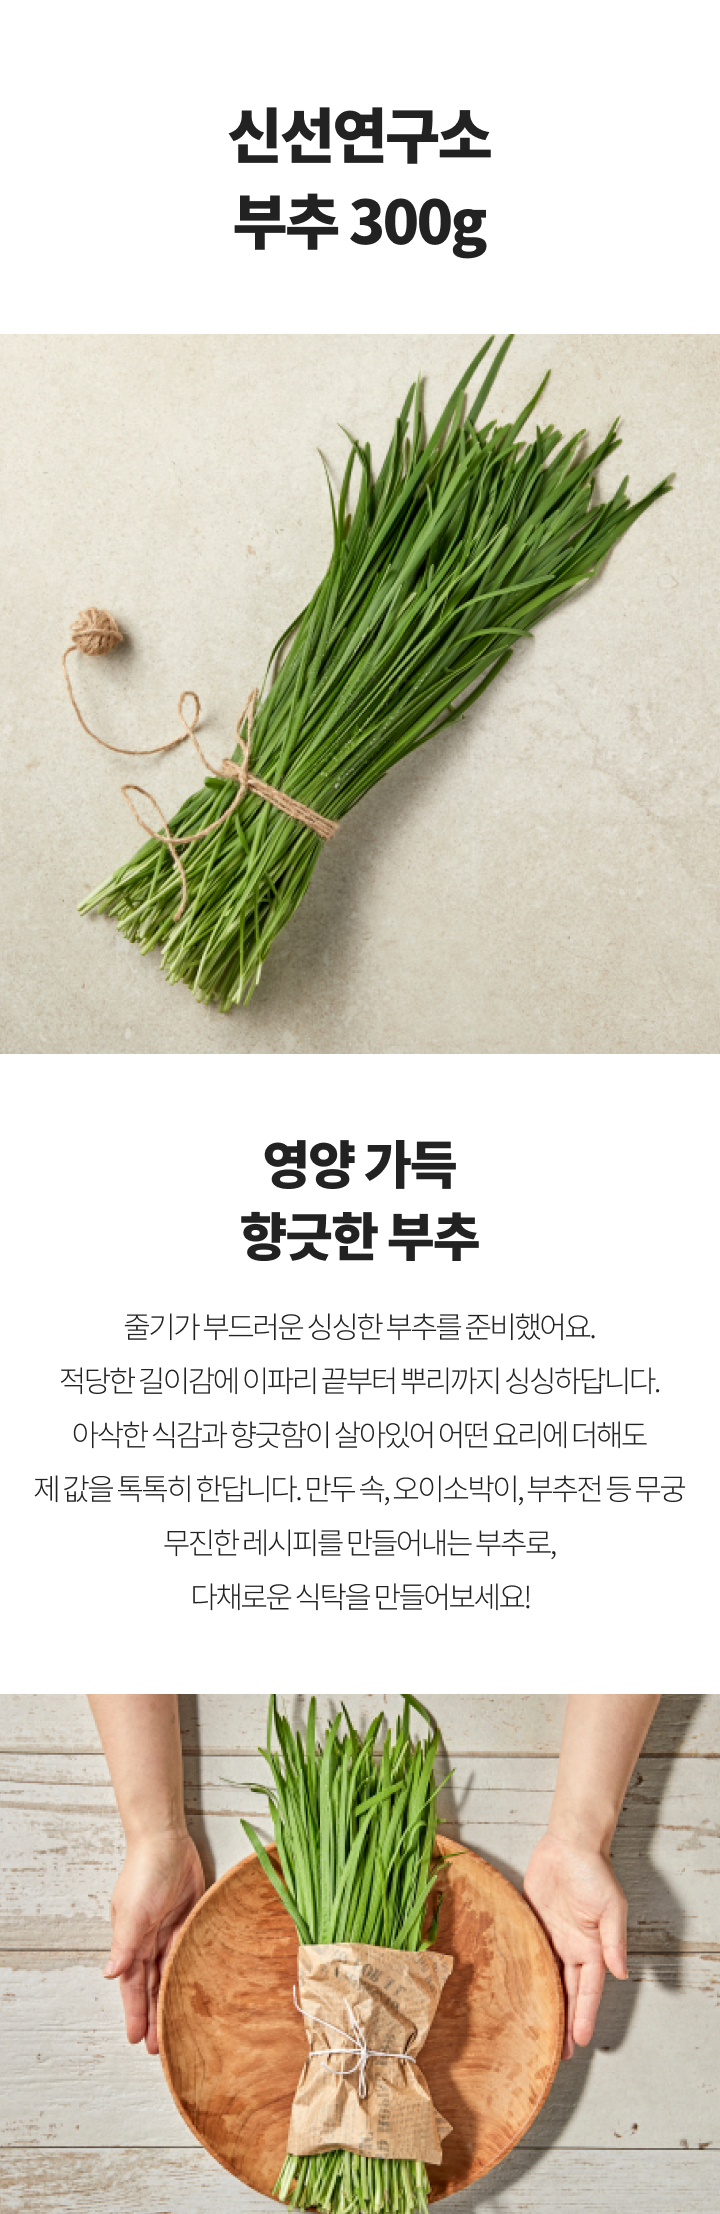 신선연구소
부추 300g
영양 가득
향긋한 부추
줄기가 부드러운 싱싱한 부추를 준비했어요.
적당한 길이감에 이파리 끝부터 뿌리까지 싱싱하답니다.
아삭한 식감과 향긋함이 살아있어 어떤 요리에 더해도
제 값을 톡톡히 한답니다. 만두 속, 오이소박이, 부추전 등 무궁
무진한 레시피를 만들어내는 부추로,
다채로운 식탁을 만들어보세요!